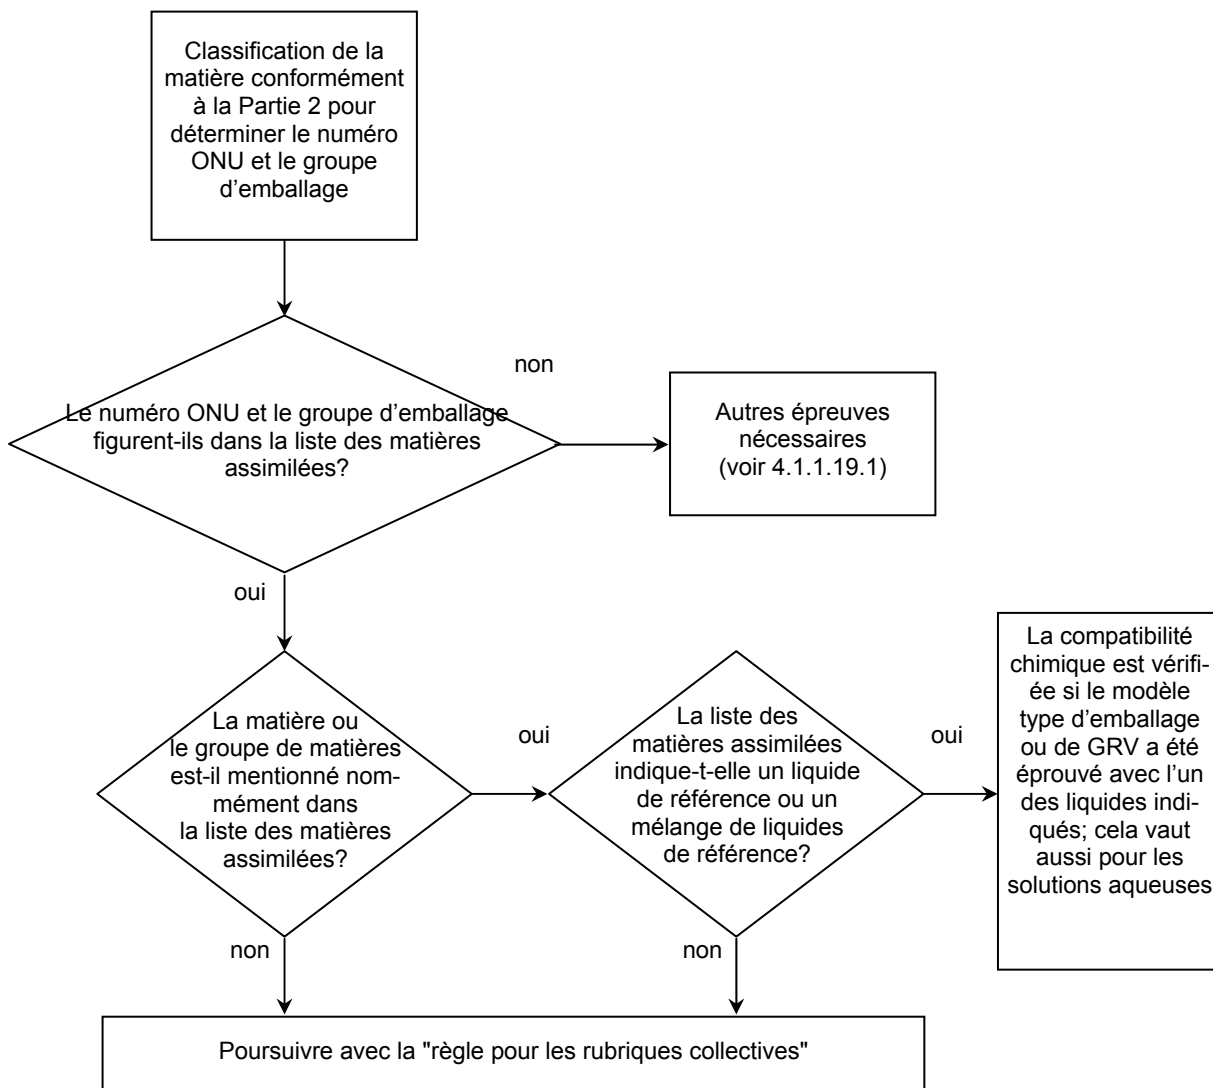 Classification de la
matière conformément
à la Partie 2 pour
déterminer le numéro
ONU et le groupe
d’emballage
non
Le numéro ONU et le groupe d’emballage
figurent-ils dans la liste des matières
assimilées?
Autres épreuves
nécessaires
(voir 4.1.1.19.1)
oui
La matière ou
le groupe de matières
est-il mentionné nom-
mément dans
la liste des matières
assimilées?
oui
La liste des
matières assimilées
indique-t-elle un liquide
de référence ou un
mélange de liquides
de référence?
oui
La compatibilité
chimique est vérifi-
ée si le modèle
type d’emballage
ou de GRV a été
éprouvé avec l’un
des liquides indi-
qués; cela vaut
aussi pour les
solutions aqueuses
non
non
Poursuivre avec la "règle pour les rubriques collectives"